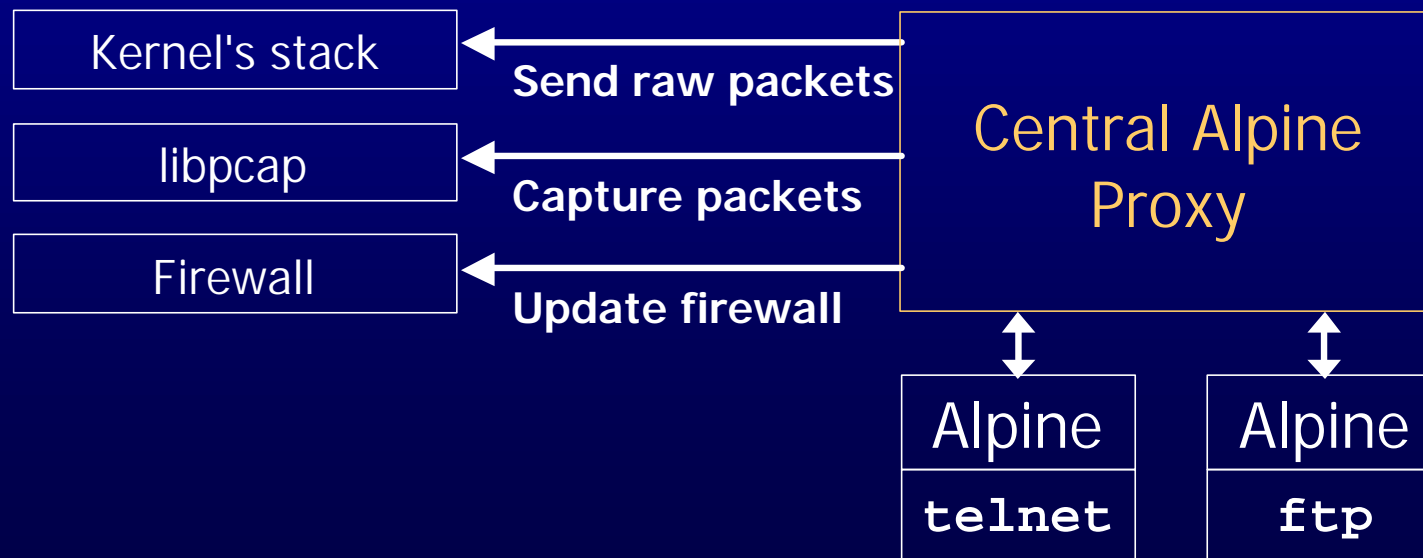 Kernel's stack
Send raw packets
libpcap
Capture packets
Firewall
Update firewall
Central Alpine
Proxy
Alpine
telnet
Alpine
ftp